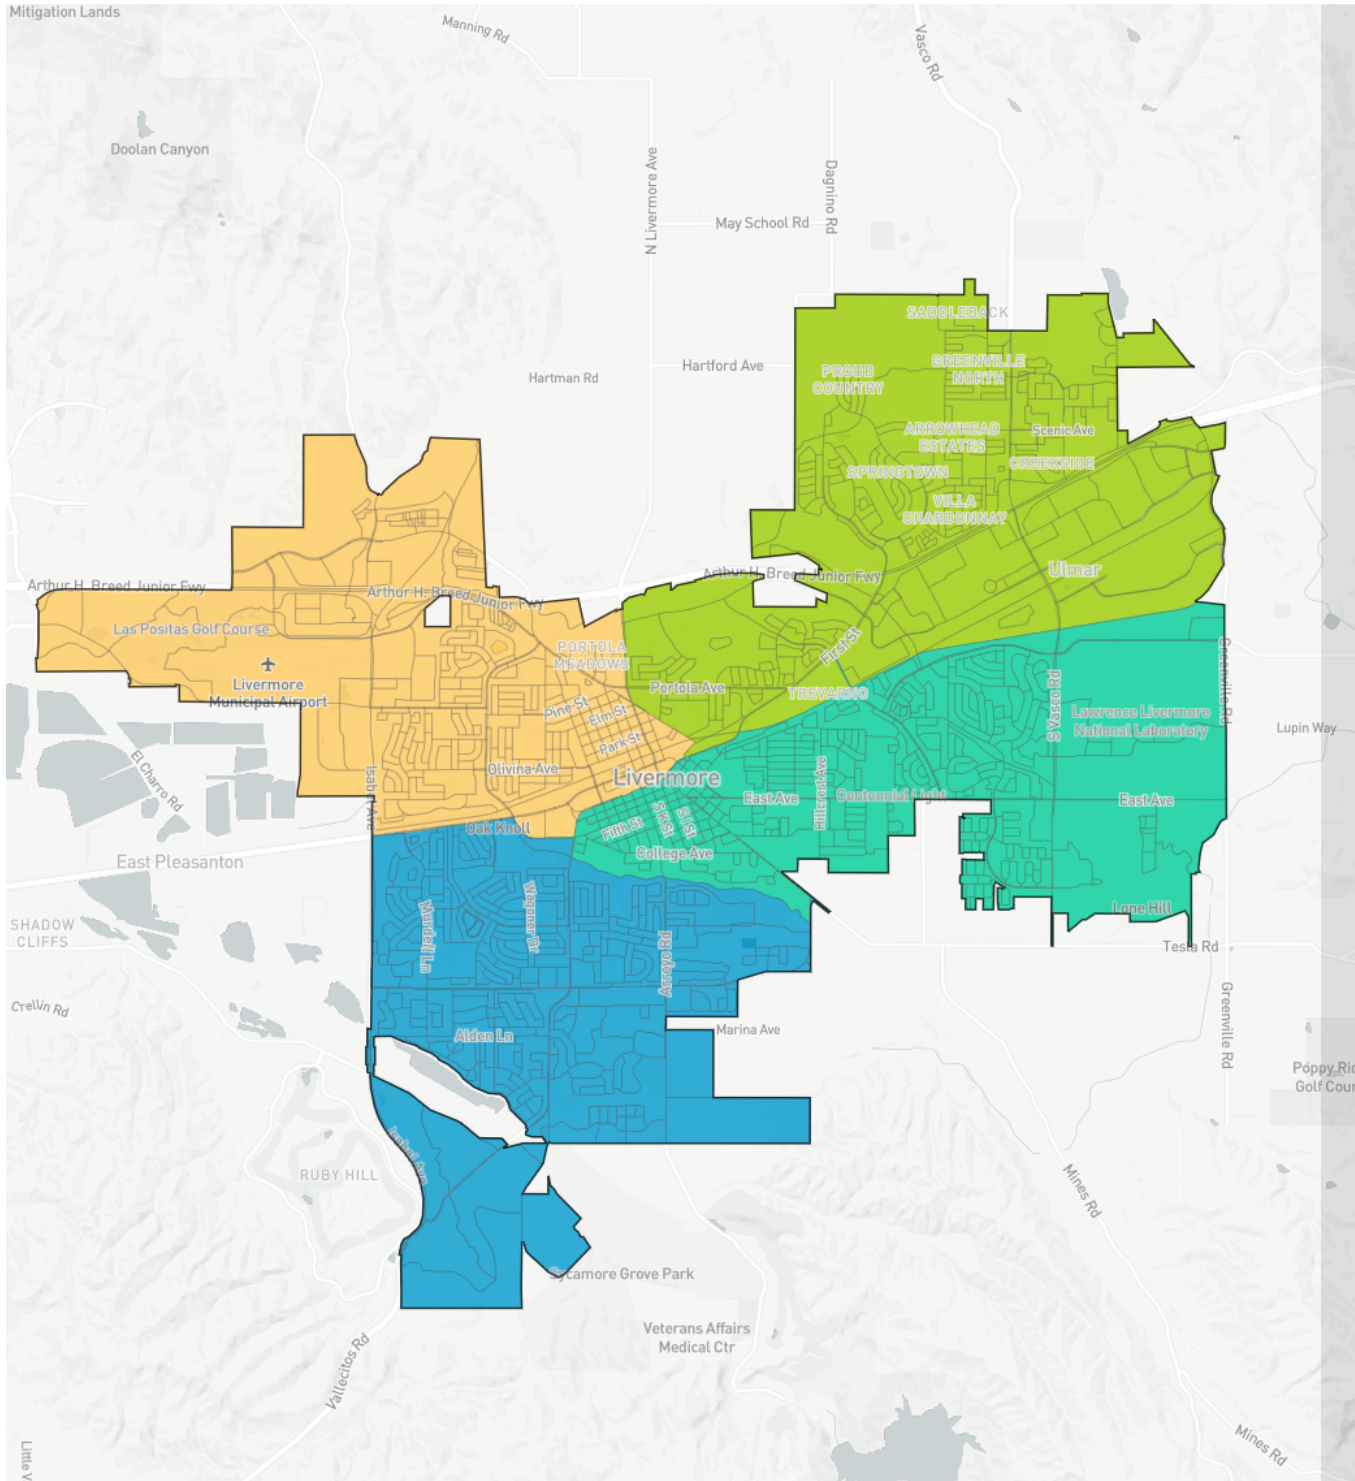 Mitigation Lands
Manning Rd
Vasco Rd
Doolan Canyon
N Livermore Ave
Dagnino Rd
May School Rd
SADDLEBACK
Hartford Ave
Hartman Rd
PROUD
COUNTRY
GREENVILLE
NORTH
ARROWHEAD
ESTATES
Scenic Ave
SPRINGTOWN
CREEKSIDE
VILLA
CHARDONNAY
Arthur H. Breed Junior Fwy
Arthur H. Breed Junior Fwy
Arthur H. Breed Junior Fwy
Ulmar
Las Positas Golf Course
PORTOLA
MEADOWS
First St
Livermore
Municipal Airport
Portola Ave
TREVARNO
Pine St
Elm St
Park St
S Vasco Rd
Greenville Rd
Lawrence Livermore
National Laboratory
Lupin Way
El Charro Rd
Isabel Ave
Olivina Ave
Livermore
East Ave
Hillcrest Ave
Centennial Light
East Ave
Oak Knoll
Fifth St
S K St
S I St
College Ave
East Pleasanton
SHADOW
CLIFFS
Murdell Ln
Wagoner Dr
Arroyo Rd
Lone Hill
Tesla Rd
Crellin Rd
Alden Ln
Marina Ave
Greenville Rd
Poppy Rid
Golf Cour
Isabel Ave
RUBY HILL
Mines Rd
Sycamore Grove Park
Veterans Affairs
Medical Ctr
Vallecitos Rd
Mines Rd
Little V